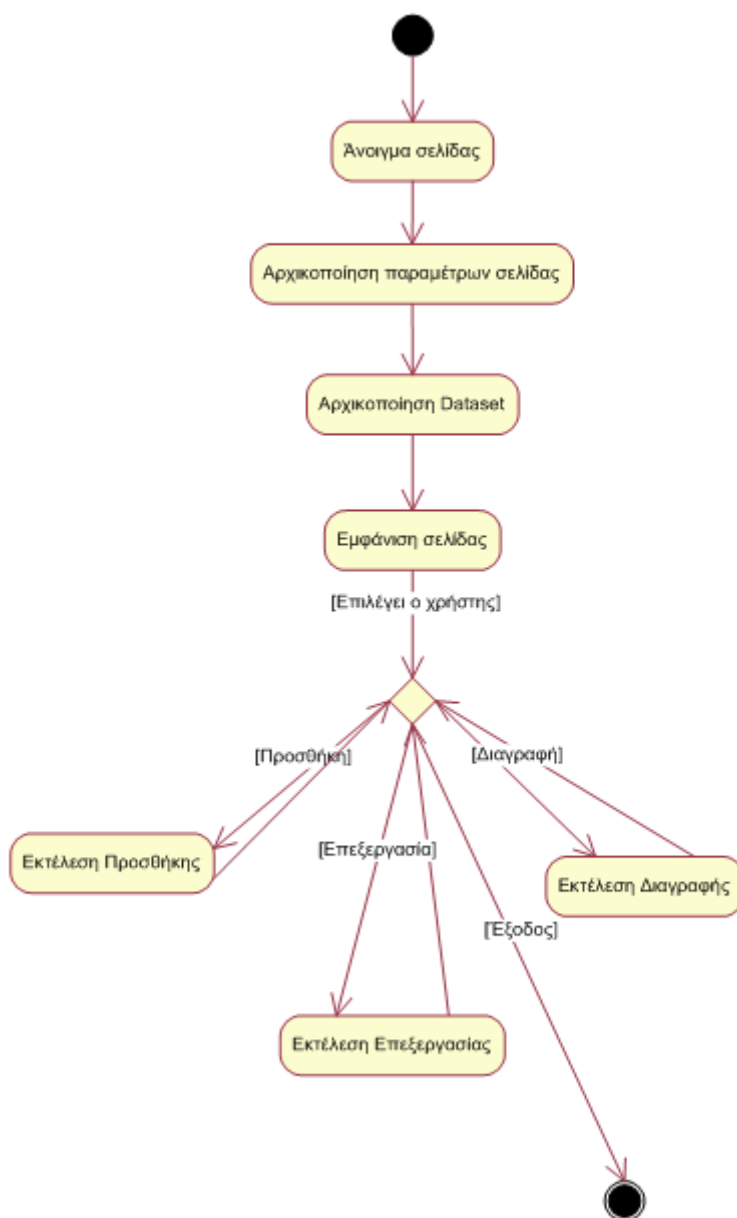 Άνοιγμα σελίδας
Αρχικοποίηση παραμέτρων σελίδας
Αρχικοποίηση Dataset
Εμφάνιση σελίδας
[Επιλέγει ο χρήστης]
[Προσθήκη]
[Διαγραφή]
[Επεξεργασία]
Εκτέλεση Προσθήκης
Εκτέλεση Διαγραφής
[Έξοδος]
Εκτέλεση Επεξεργασίας